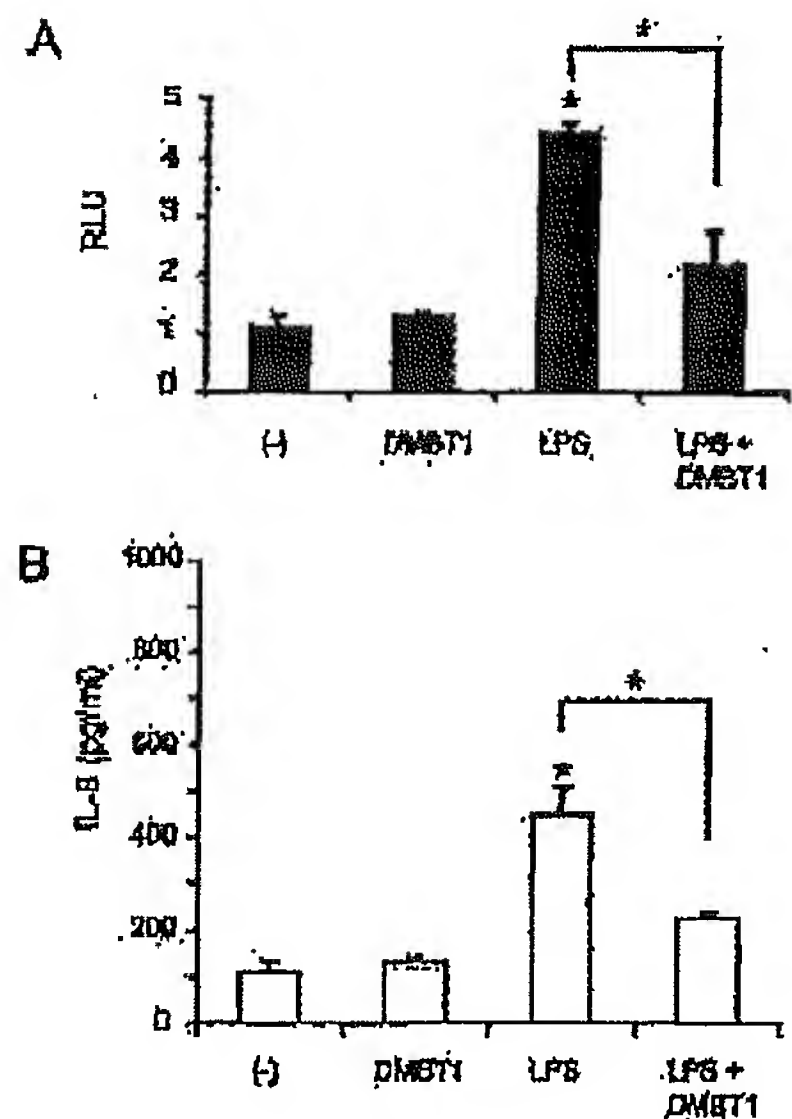 A
*
*
5
4
3
2
1
0
RLU
(-) DMBT1 LPS LPS +
DMBT1
B
1000
800
600
400
200
0
IL-8 (pg/ml)
*
*
(-) DMBT1 LPS LPS +
DMBT1